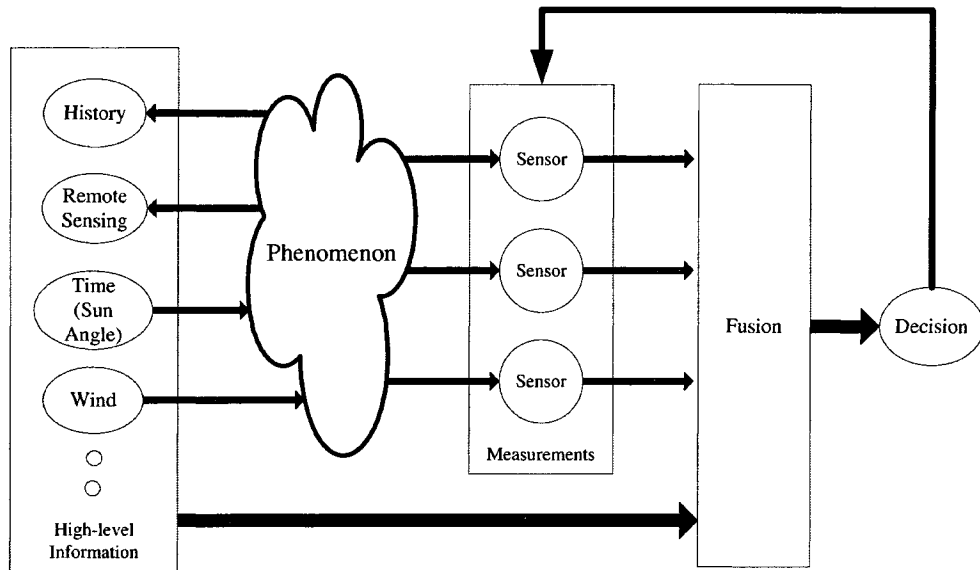 History
Remote
Sensing
Time
(Sun
Angle)
Wind
High-level
Information
Phenomenon
Sensor
Sensor
Sensor
Measurements
Fusion
Decision